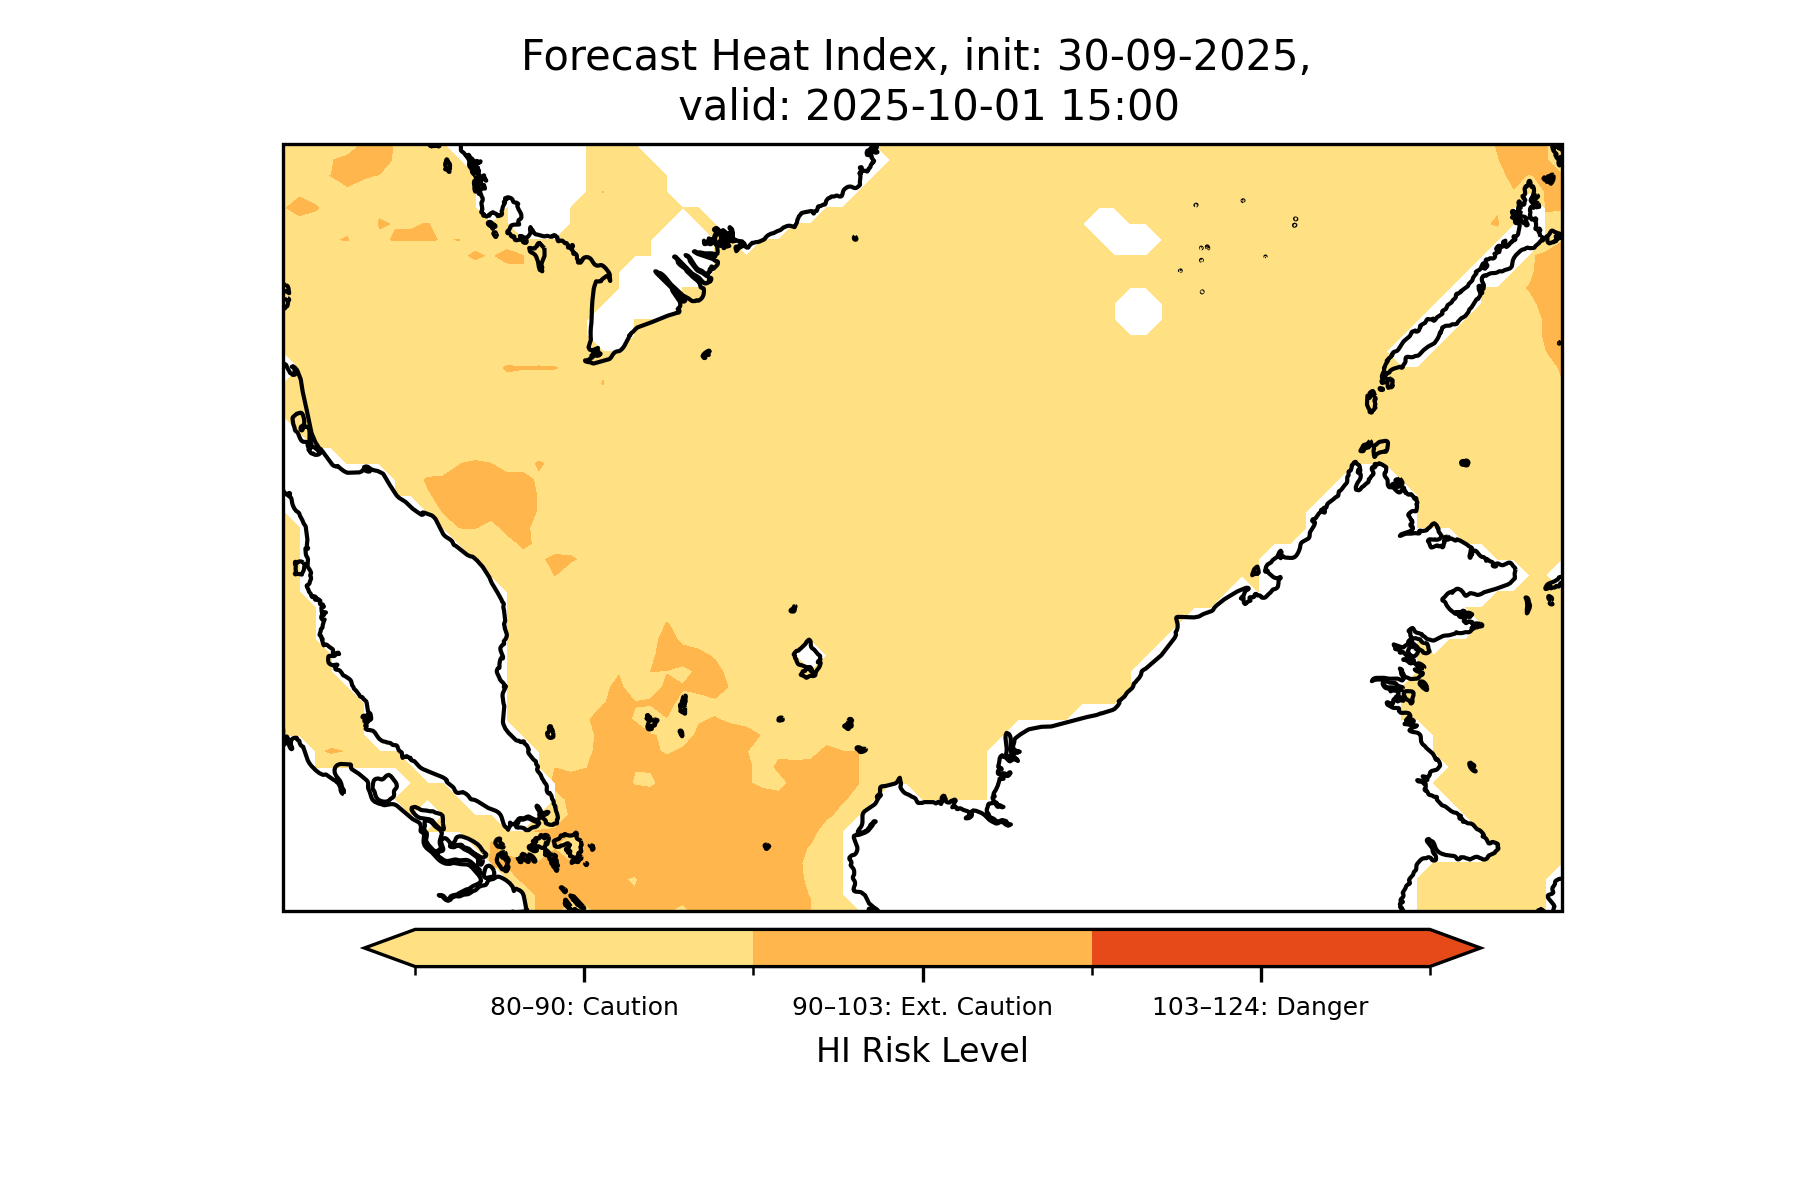 Forecast Heat Index, init: 30-09-2025,
valid: 2025-10-01 15:00
80–90: Caution
90–103: Ext. Caution
103–124: Danger
HI Risk Level